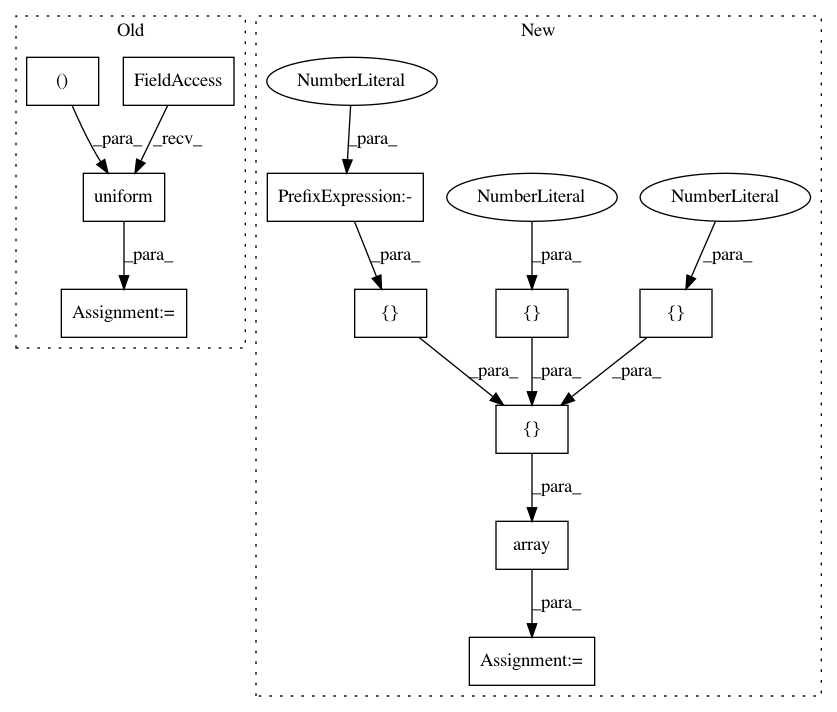 Old
New
()
FieldAccess
NumberLiteral
_para_
_recv_
_para_
uniform
PrefixExpression:-
NumberLiteral
NumberLiteral
_para_
_para_
_para_
_para_
Assignment:=
{}
{}
{}
_para_
_para_
_para_
{}
_para_
array
_para_
Assignment:=